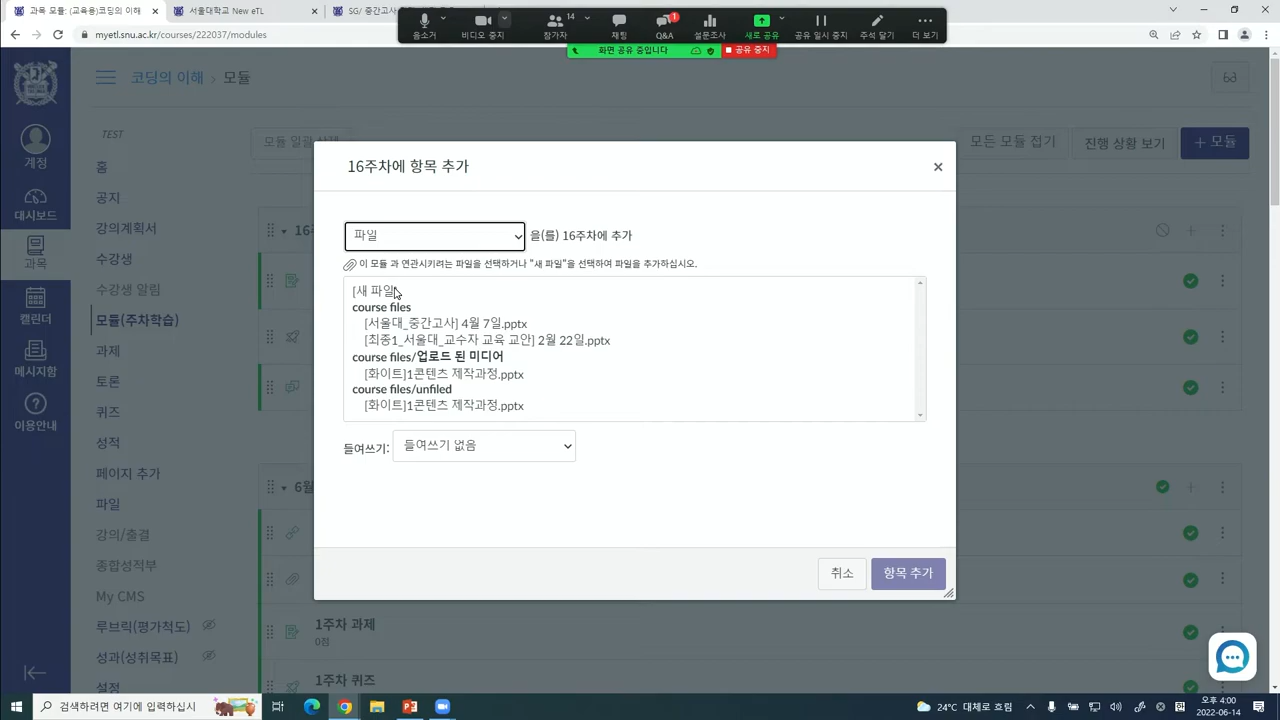 과목 모듈: (교육용)코딩의 이해
서울대학교 New eTL
SG/ 중간고사
음소거
비디오 중지
14
참가자
채팅
1
Q&A
설문조사
새로 공유
공유 일시 중지
주석 달기
더 보기
화면 공유 중입니다
공유 중지
myetl.snu.ac.kr/courses/222037/modules
코딩의 이해 › 모듈
계정
대시보드
과목
캘린더
메시지함
이용안내
TEST
홈
공지
강의계획서
수강생
수강생 알림
모듈(주차학습)
과제
토론
퀴즈
성적
페이지 추가
파일
강의/출결
종합성적부
My CMS
루브릭(평가척도)
성과(성취목표)
설정
모듈 일괄 삭제
모든 모듈 접기
진행 상황 보기
+ 모듈
16주차에 항목 추가
파일
을(를) 16주차에 추가
이 모듈 과 연관시키려는 파일을 선택하거나 "새 파일"을 선택하여 파일을 추가하십시오.
[새 파일]
course files
[서울대_중간고사] 4월 7일.pptx
[최종1_서울대_교수자 교육 교안] 2월 22일.pptx
course files/업로드 된 미디어
[화이트]1콘텐츠 제작과정.pptx
course files/unfiled
[화이트]1콘텐츠 제작과정.pptx
들여쓰기:
들여쓰기 없음
취소
항목 추가
16주
6월
1주차 과제
0점
1주차 퀴즈
검색하려면 여기에 입력하십시
24°C 대체로 흐림
오후 4:00
2022-06-14